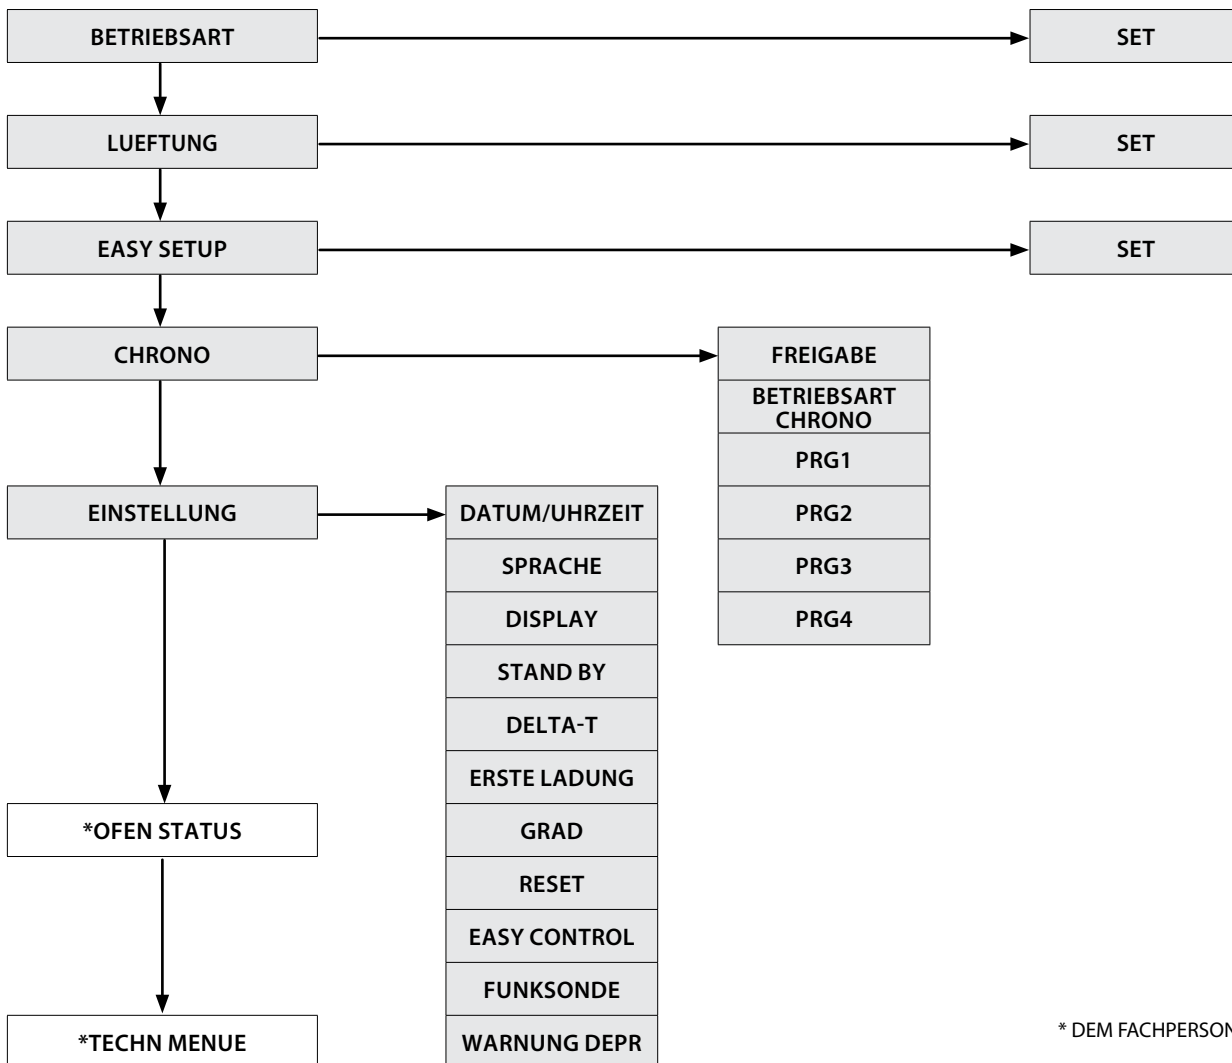 BETRIEBSART
SET
LUEFTUNG
SET
EASY SETUP
SET
CHRONO
FREIGABE
BETRIEBSART
CHRONO
PRG1
PRG2
PRG3
PRG4
EINSTELLUNG
DATUM/UHRZEIT
SPRACHE
DISPLAY
STAND BY
DELTA-T
ERSTE LADUNG
GRAD
RESET
EASY CONTROL
FUNKSONDE
WARNUNG DEPR
*OFEN STATUS
*TECHN MENUE
* DEM FACHPERSON